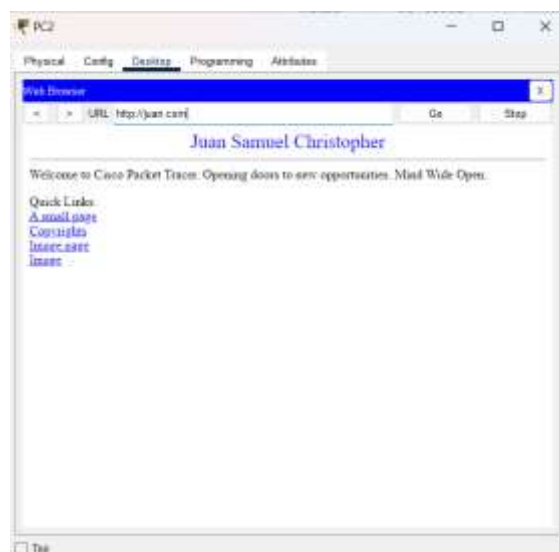 PC2
Physical Config Desktop Programming Attributes
Web Browser X
< > URL http://juan.com Go Stop
Juan Samuel Christopher
Welcome to Cisco Packet Tracer. Opening doors to new opportunities. Mind Wide Open.
Quick Links:
A small page
Copyrights
Image page
Image
Top